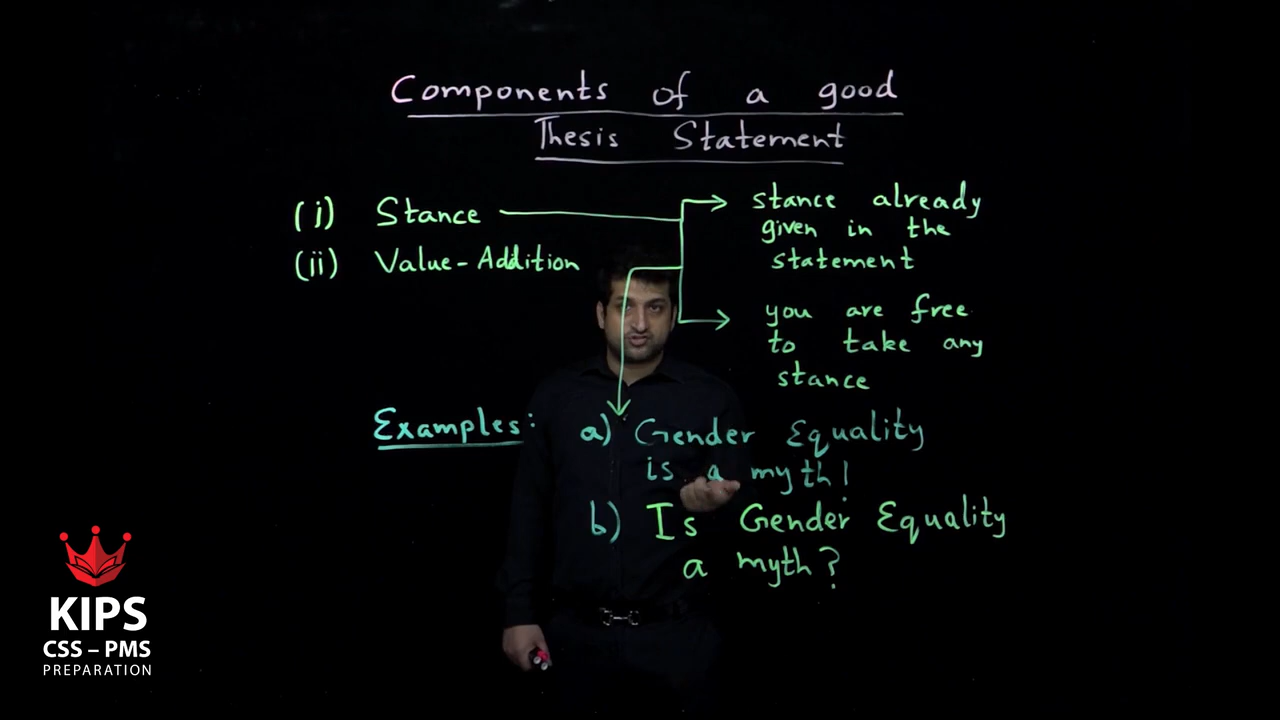 Components of a good
Thesis Statement
(i) Stance
(ii) Value-Addition
stance already
given in the
statement
you are free
to take any
stance
Examples:
a) Gender Equality
is a myth!
b) Is Gender Equality
a myth?
KIPS
CSS – PMS
PREPARATION